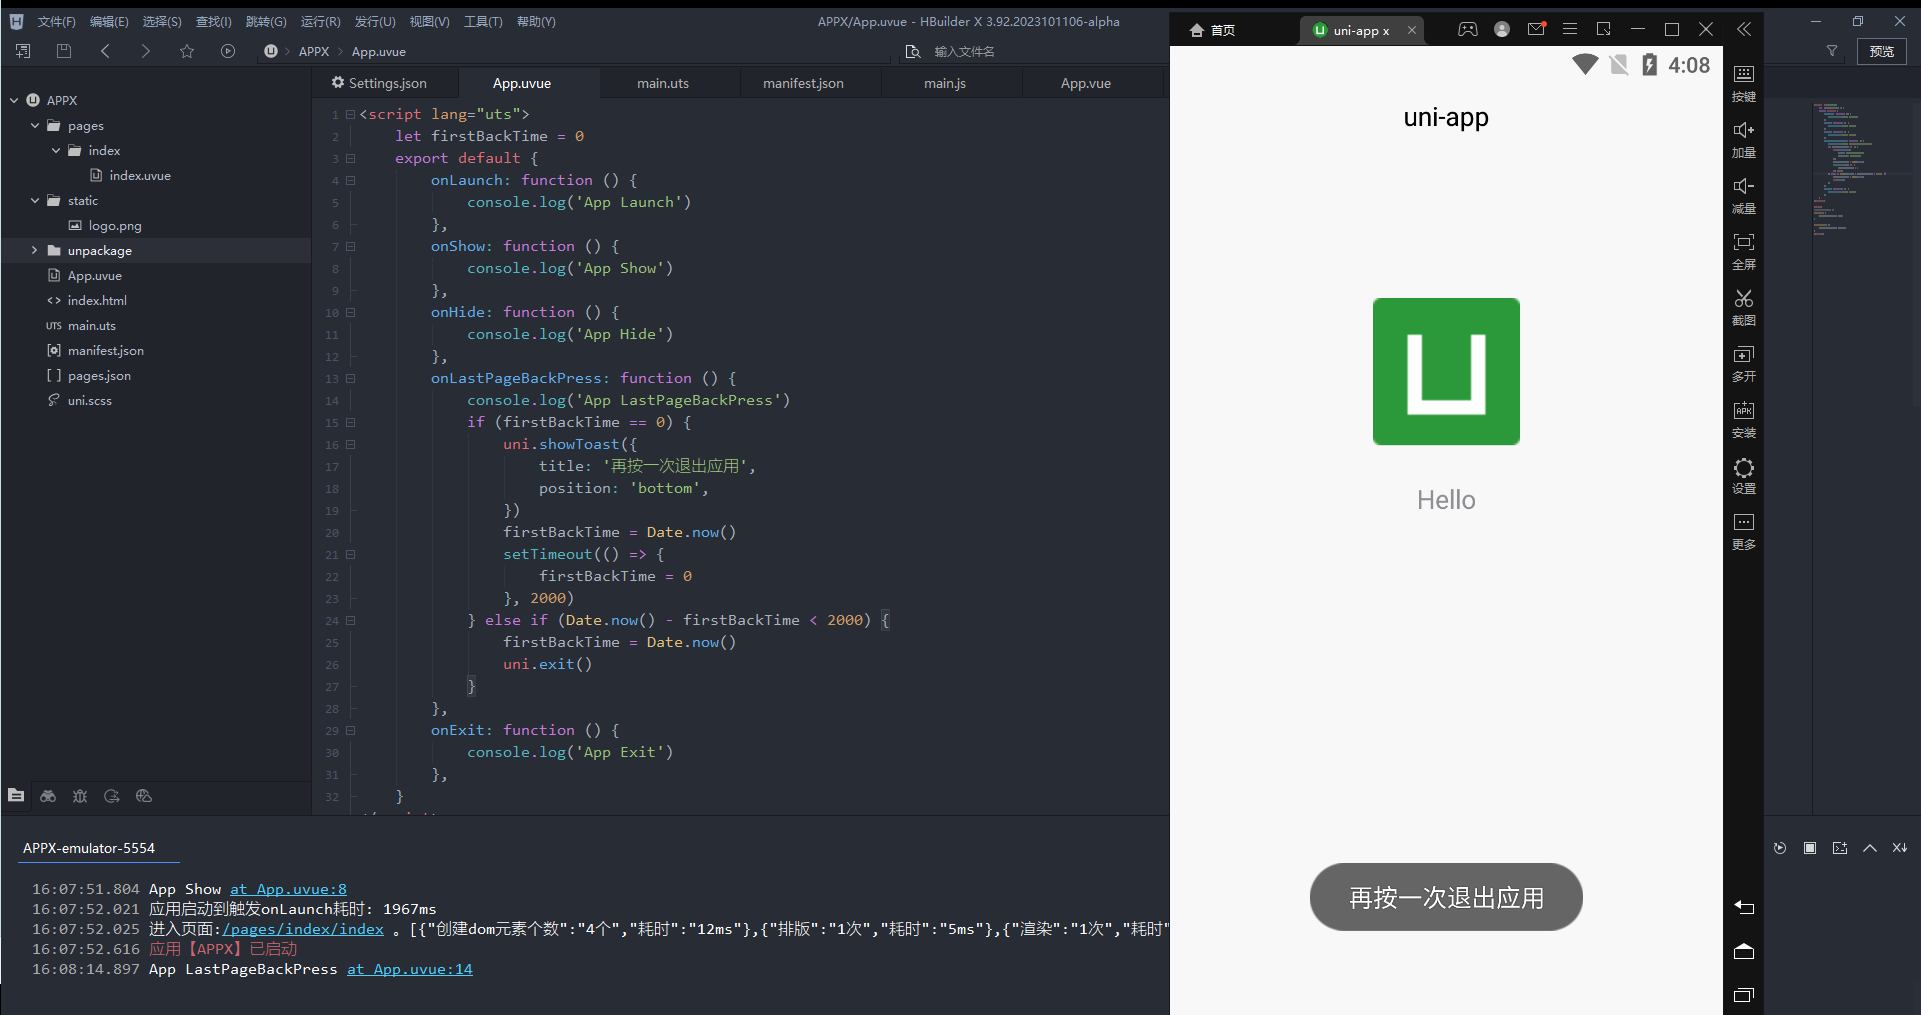 文件(F) 编辑(E) 选择(S) 查找(I) 跳转(G) 运行(R) 发行(U) 视图(V) 工具(T) 帮助(Y)
APPX/App.uvue - HBuilder X 3.92.2023101106-alpha
APPX App.uvue
输入文件名
预览
APPX
pages
index
index.uvue
static
logo.png
unpackage
App.uvue
<> index.html
UTS main.uts
manifest.json
[ ] pages.json
uni.scss
Settings.json App.uvue main.uts manifest.json main.js App.vue
1 <script lang="uts">
2 let firstBackTime = 0
3 export default {
4 onLaunch: function () {
5 console.log('App Launch')
6 },
7 onShow: function () {
8 console.log('App Show')
9 },
10 onHide: function () {
11 console.log('App Hide')
12 },
13 onLastPageBackPress: function () {
14 console.log('App LastPageBackPress')
15 if (firstBackTime == 0) {
16 uni.showToast({
17 title: '再按一次退出应用',
18 position: 'bottom',
19 })
20 firstBackTime = Date.now()
21 setTimeout(() => {
22 firstBackTime = 0
23 }, 2000)
24 } else if (Date.now() - firstBackTime < 2000) {
25 firstBackTime = Date.now()
26 uni.exit()
27 }
28 },
29 onExit: function () {
30 console.log('App Exit')
31 },
32 }
APPX-emulator-5554
16:07:51.804 App Show at App.uvue:8
16:07:52.021 应用启动到触发onLaunch耗时: 1967ms
16:07:52.025 进入页面:/pages/index/index 。[{"创建dom元素个数":"4个","耗时":"12ms"},{"排版":"1次","耗时":"5ms"},{"渲染":"1次","耗时"
16:07:52.616 应用【APPX】已启动
16:08:14.897 App LastPageBackPress at App.uvue:14
首页
uni-app x
4:08
uni-app
Hello
再按一次退出应用
按键
加量
减量
全屏
截图
多开
APK
安装
设置
更多